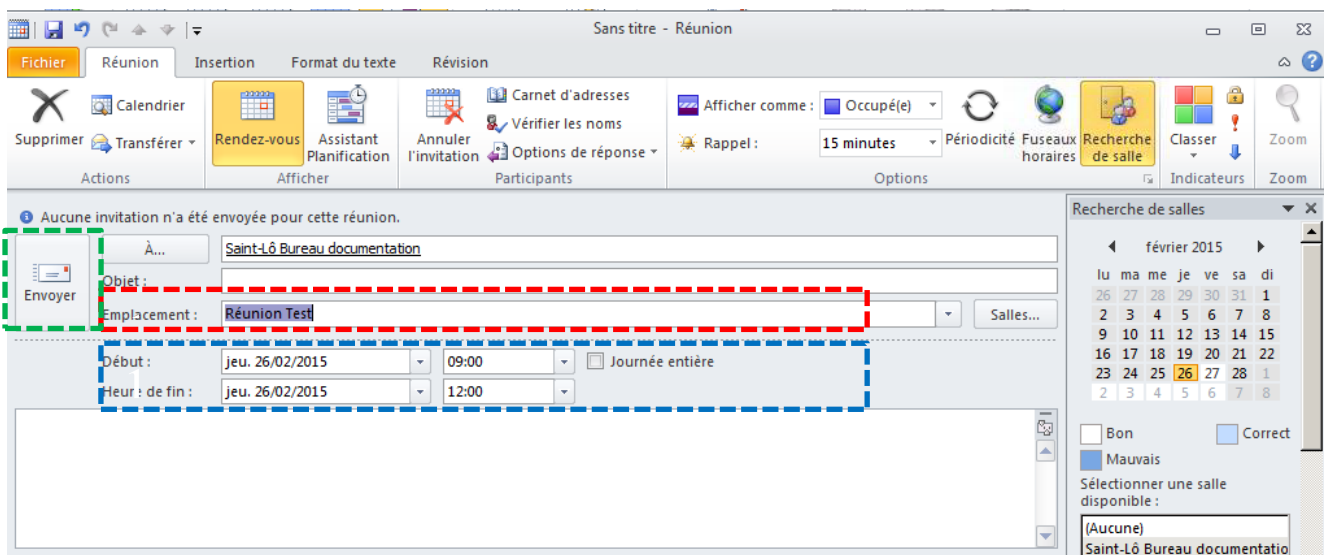 Sans titre - Réunion
Fichier Réunion Insertion Format du texte Révision
Supprimer
Calendrier
Transférer
Actions
Rendez-vous
Assistant
Planification
Afficher
Annuler
l'invitation
Carnet d'adresses
Vérifier les noms
Options de réponse
Participants
Afficher comme : Occupé(e)
Rappel : 15 minutes
Périodicité
Fuseaux
horaires
Recherche
de salle
Options
Classer
Indicateurs
Zoom
Zoom
Aucune invitation n'a été envoyée pour cette réunion.
Envoyer
À... Saint-Lô Bureau documentation
Objet :
Emplacement : Réunion Test Salles...
Début : jeu. 26/02/2015 09:00 Journée entière
1
Heure de fin : jeu. 26/02/2015 12:00
Recherche de salles
février 2015
lu ma me je ve sa di
26 27 28 29 30 31 1
2 3 4 5 6 7 8
9 10 11 12 13 14 15
16 17 18 19 20 21 22
23 24 25 26 27 28 1
2 3 4 5 6 7 8
Bon Correct
Mauvais
Sélectionner une salle
disponible :
(Aucune)
Saint-Lô Bureau documentatio